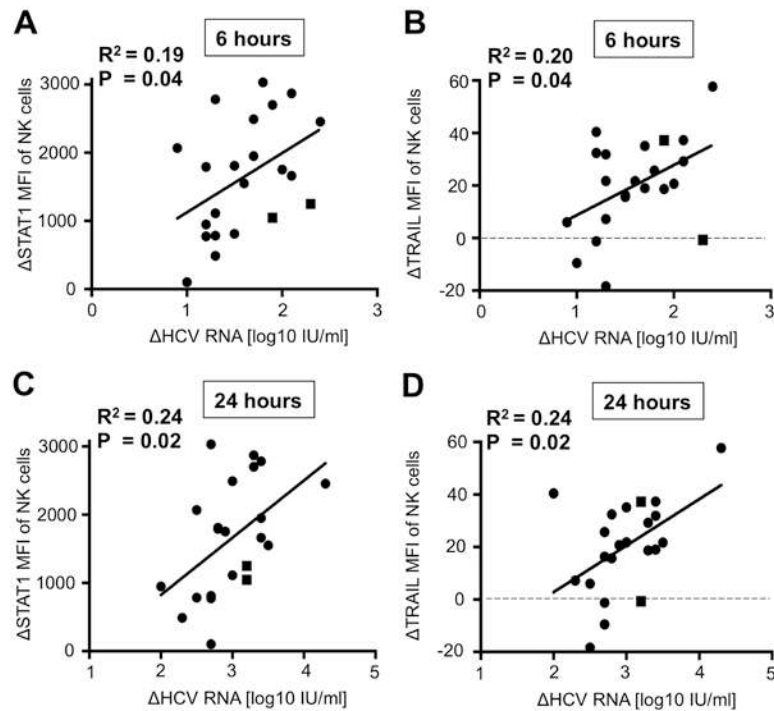 A
6 hours
R² = 0.19
P = 0.04
ΔSTAT1 MFI of NK cells
3000
2000
1000
0
0 1 2 3
ΔHCV RNA [log10 IU/ml]
B
6 hours
R² = 0.20
P = 0.04
ΔTRAIL MFI of NK cells
60
40
20
0
-20
0 1 2 3
ΔHCV RNA [log10 IU/ml]
C
24 hours
R² = 0.24
P = 0.02
ΔSTAT1 MFI of NK cells
3000
2000
1000
0
1 2 3 4 5
ΔHCV RNA [log10 IU/ml]
D
24 hours
R² = 0.24
P = 0.02
ΔTRAIL MFI of NK cells
60
40
20
0
-20
1 2 3 4 5
ΔHCV RNA [log10 IU/ml]